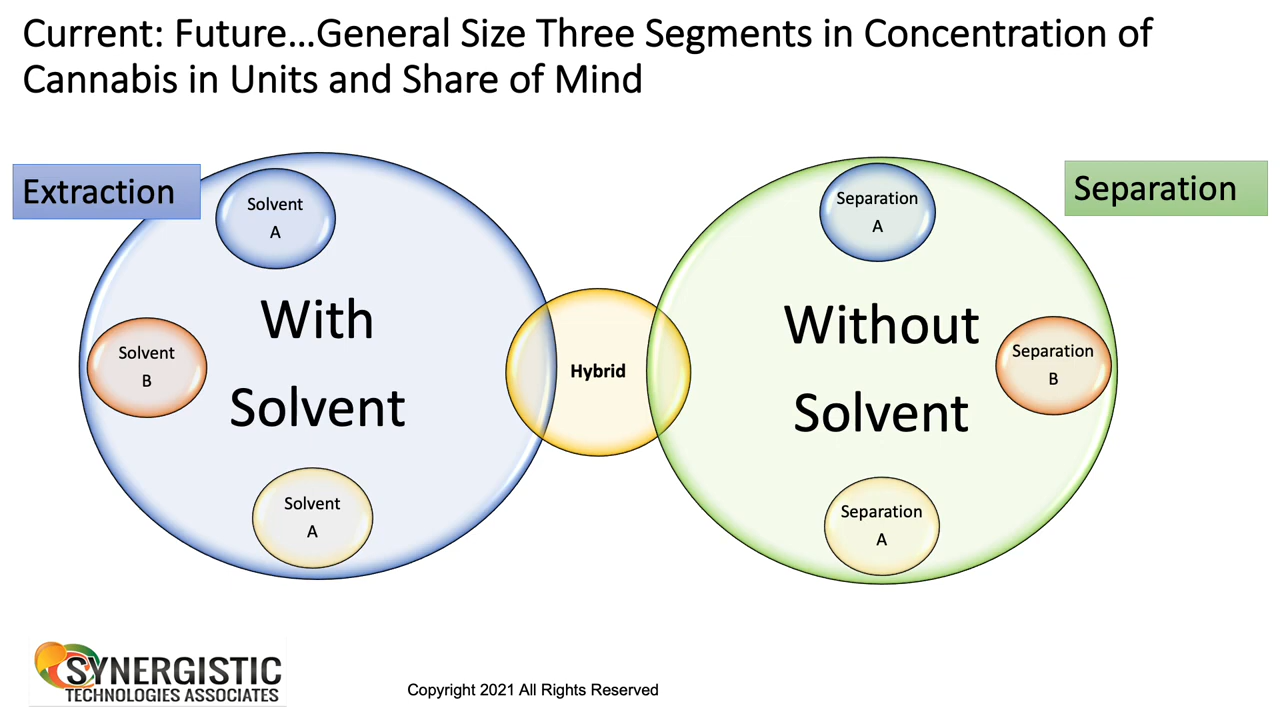 Current: Future...General Size Three Segments in Concentration of
Cannabis in Units and Share of Mind
Extraction
Solvent
A
With
Solvent
Solvent
B
Solvent
A
Hybrid
Separation
Separation
A
Without
Solvent
Separation
B
Separation
A
SYNERGISTIC
TECHNOLOGIES ASSOCIATES
Copyright 2021 All Rights Reserved